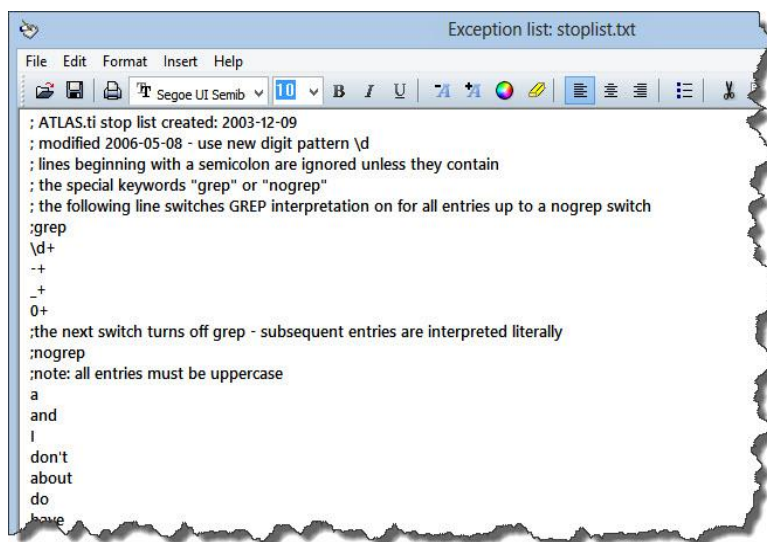 Exception list: stoplist.txt
File Edit Format Insert Help
Segoe UI Semib 10 B I U
; ATLAS.ti stop list created: 2003-12-09
; modified 2006-05-08 - use new digit pattern \d
; lines beginning with a semicolon are ignored unless they contain
; the special keywords "grep" or "nogrep"
; the following line switches GREP interpretation on for all entries up to a nogrep switch
;grep
\d+
-+
_+
0+
;the next switch turns off grep - subsequent entries are interpreted literally
;nogrep
;note: all entries must be uppercase
a
and
I
don't
about
do
have